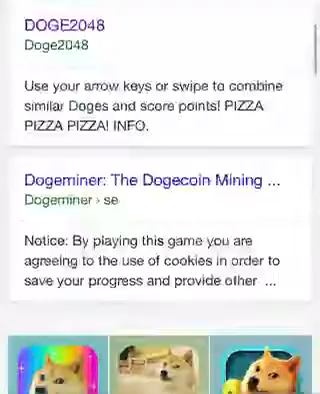 DOGE2048
Doge2048
Use your arrow keys or swipe to combine
similar Doges and score points! PIZZA
PIZZA PIZZA! INFO.
Dogeminer: The Dogecoin Mining ...
Dogeminer › se
Notice: By playing this game you are
agreeing to the use of cookies in order to
save your progress and provide other ...